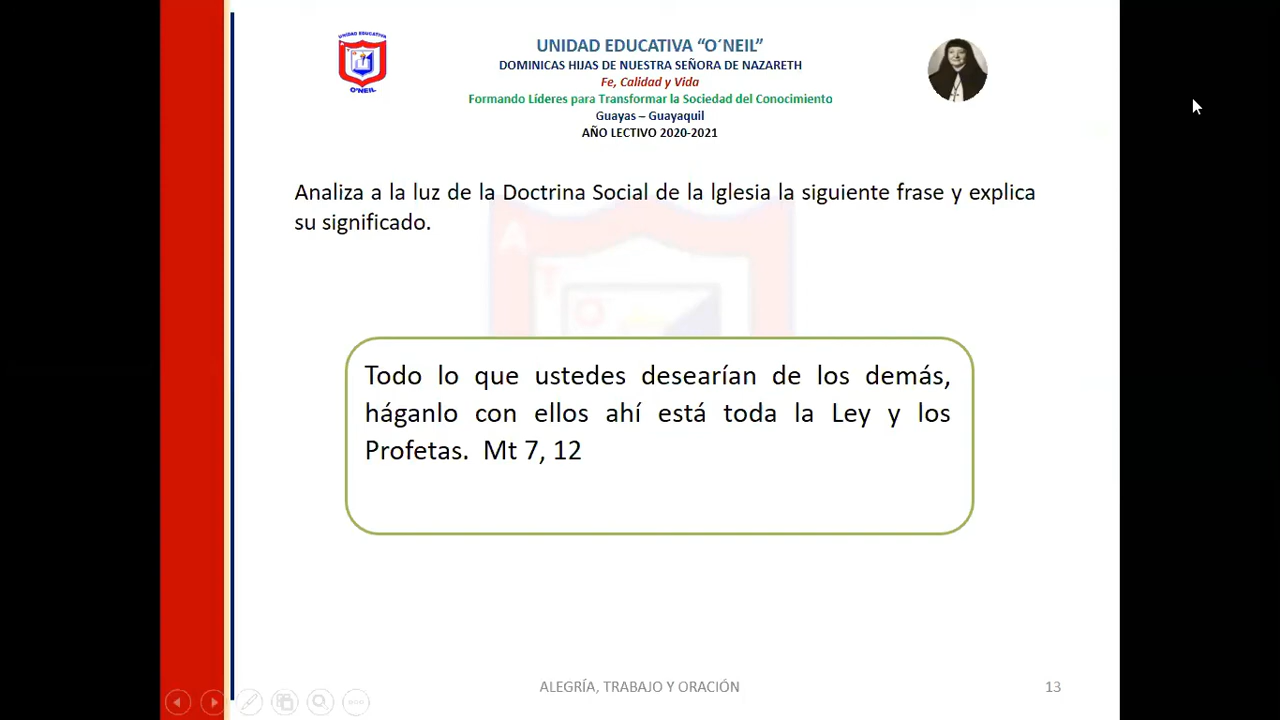 UNIDAD EDUCATIVA
O'NEIL
UNIDAD EDUCATIVA “O´NEIL”
DOMINICAS HIJAS DE NUESTRA SEÑORA DE NAZARETH
Fe, Calidad y Vida
Formando Líderes para Transformar la Sociedad del Conocimiento
Guayas – Guayaquil
AÑO LECTIVO 2020-2021
Analiza a la luz de la Doctrina Social de la Iglesia la siguiente frase y explica
su significado.
Todo lo que ustedes desearían de los demás,
háganlo con ellos ahí está toda la Ley y los
Profetas. Mt 7, 12
ALEGRÍA, TRABAJO Y ORACIÓN
13